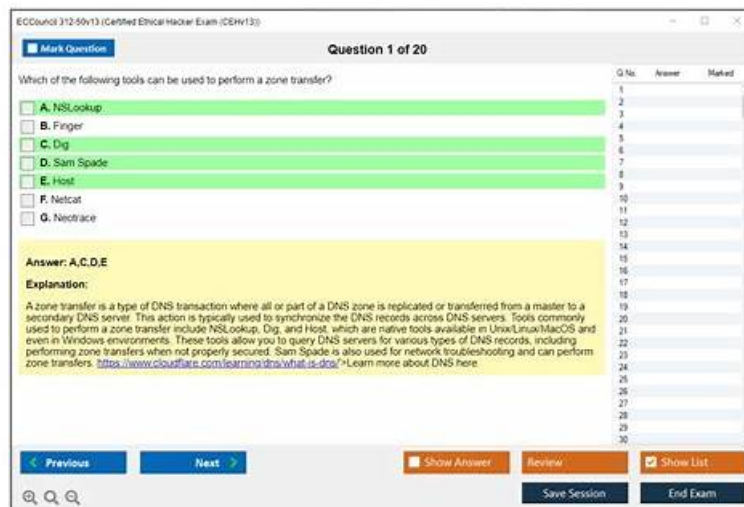 ECCouncil 312-50v13 (Certified Ethical Hacker Exam (CEHv13))
Mark Question
Question 1 of 20
Which of the following tools can be used to perform a zone transfer?
A. NSLookup
B. Finger
C. Dig
D. Sam Spade
E. Host
F. Netcat
G. Neotrace
Answer: A,C,D,E
Explanation:
A zone transfer is a type of DNS transaction where all or part of a DNS zone is replicated or transferred from a master to a
secondary DNS server. This action is typically used to synchronize the DNS records across DNS servers. Tools commonly
used to perform a zone transfer include NSLookup, Dig, and Host, which are native tools available in Unix/Linux/MacOS and
even in Windows environments. These tools allow you to query DNS servers for various types of DNS records, including
performing zone transfers when not properly secured. Sam Spade is also used for network troubleshooting and can perform
zone transfers. https://www.cloudflare.com/learning/dns/what-is-dns/'>Learn more about DNS here.
Q.No. Answer Marked
1
2
3
4
5
6
7
8
9
10
11
12
13
14
15
16
17
18
19
20
21
22
23
24
25
26
27
28
29
30
Previous
Next
Show Answer
Review
Show List
Save Session
End Exam